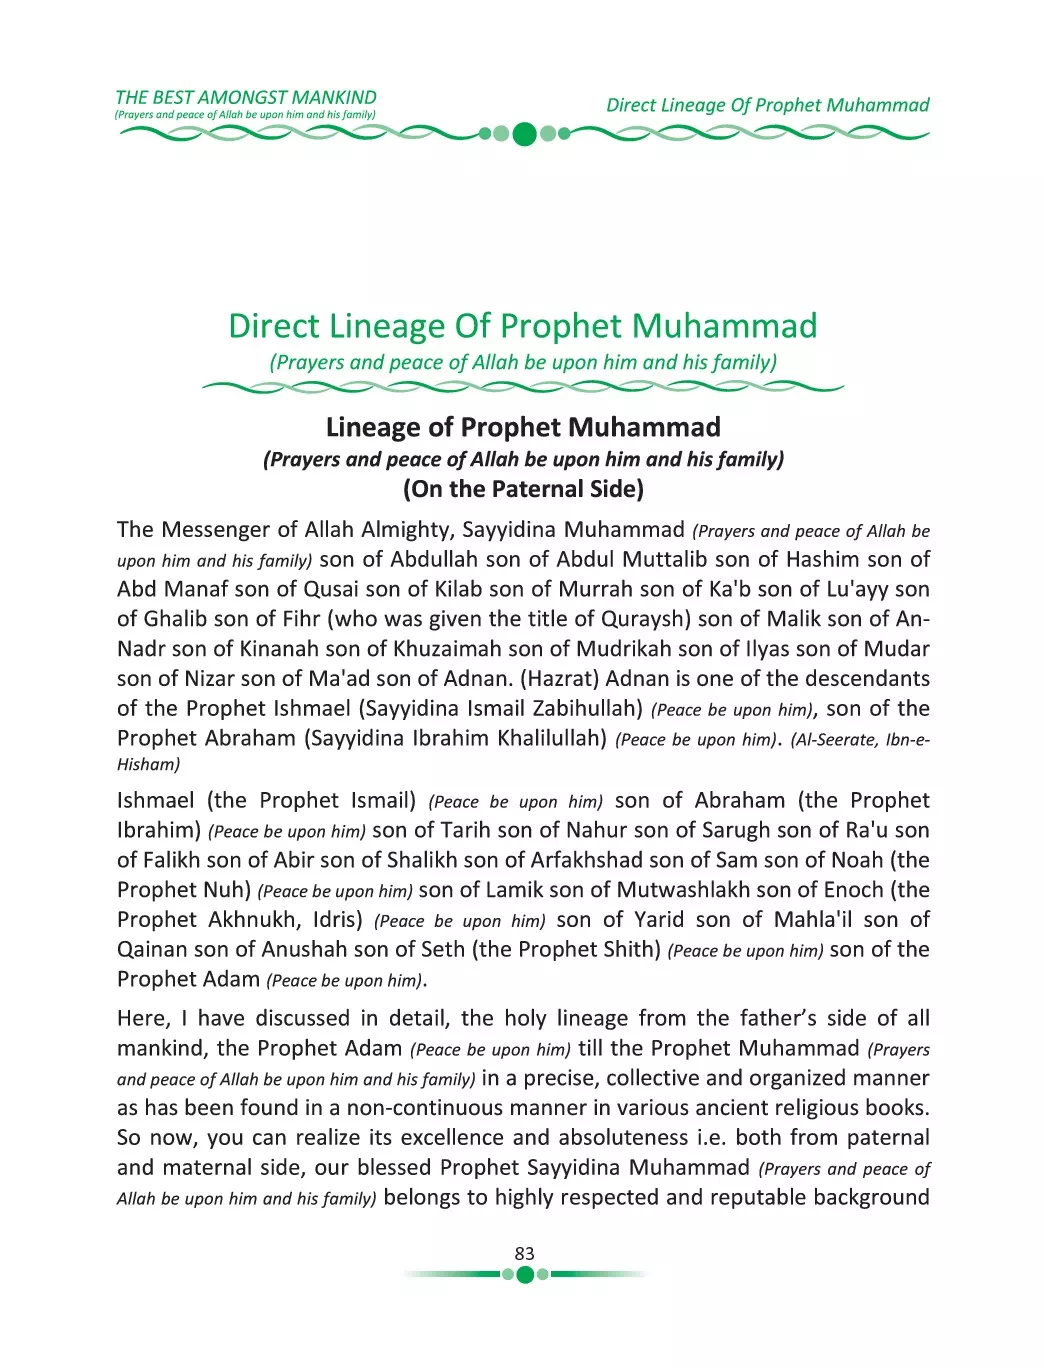 THE BEST AMONGST MANKIND
(Prayers and peace of Allah be upon him and his family)
Direct Lineage Of Prophet Muhammad
Direct Lineage Of Prophet Muhammad
(Prayers and peace of Allah be upon him and his family)
Lineage of Prophet Muhammad
(Prayers and peace of Allah be upon him and his family)
(On the Paternal Side)
The Messenger of Allah Almighty, Sayyidina Muhammad (Prayers and peace of Allah be
upon him and his family) son of Abdullah son of Abdul Muttalib son of Hashim son of
Abd Manaf son of Qusai son of Kilab son of Murrah son of Ka'b son of Lu'ayy son
of Ghalib son of Fihr (who was given the title of Quraysh) son of Malik son of An-
Nadr son of Kinanah son of Khuzaimah son of Mudrikah son of Ilyas son of Mudar
son of Nizar son of Ma'ad son of Adnan. (Hazrat) Adnan is one of the descendants
of the Prophet Ishmael (Sayyidina Ismail Zabihullah) (Peace be upon him), son of the
Prophet Abraham (Sayyidina Ibrahim Khalilullah) (Peace be upon him). (Al-Seerate, Ibn-e-
Hisham)
Ishmael (the Prophet Ismail) (Peace be upon him) son of Abraham (the Prophet
Ibrahim) (Peace be upon him) son of Tarih son of Nahur son of Sarugh son of Ra'u son
of Falikh son of Abir son of Shalikh son of Arfakhshad son of Sam son of Noah (the
Prophet Nuh) (Peace be upon him) son of Lamik son of Mutwashlakh son of Enoch (the
Prophet Akhnukh, Idris) (Peace be upon him) son of Yarid son of Mahla'il son of
Qainan son of Anushah son of Seth (the Prophet Shith) (Peace be upon him) son of the
Prophet Adam (Peace be upon him).
Here, I have discussed in detail, the holy lineage from the father’s side of all
mankind, the Prophet Adam (Peace be upon him) till the Prophet Muhammad (Prayers
and peace of Allah be upon him and his family) in a precise, collective and organized manner
as has been found in a non-continuous manner in various ancient religious books.
So now, you can realize its excellence and absoluteness i.e. both from paternal
and maternal side, our blessed Prophet Sayyidina Muhammad (Prayers and peace of
Allah be upon him and his family) belongs to highly respected and reputable background
83